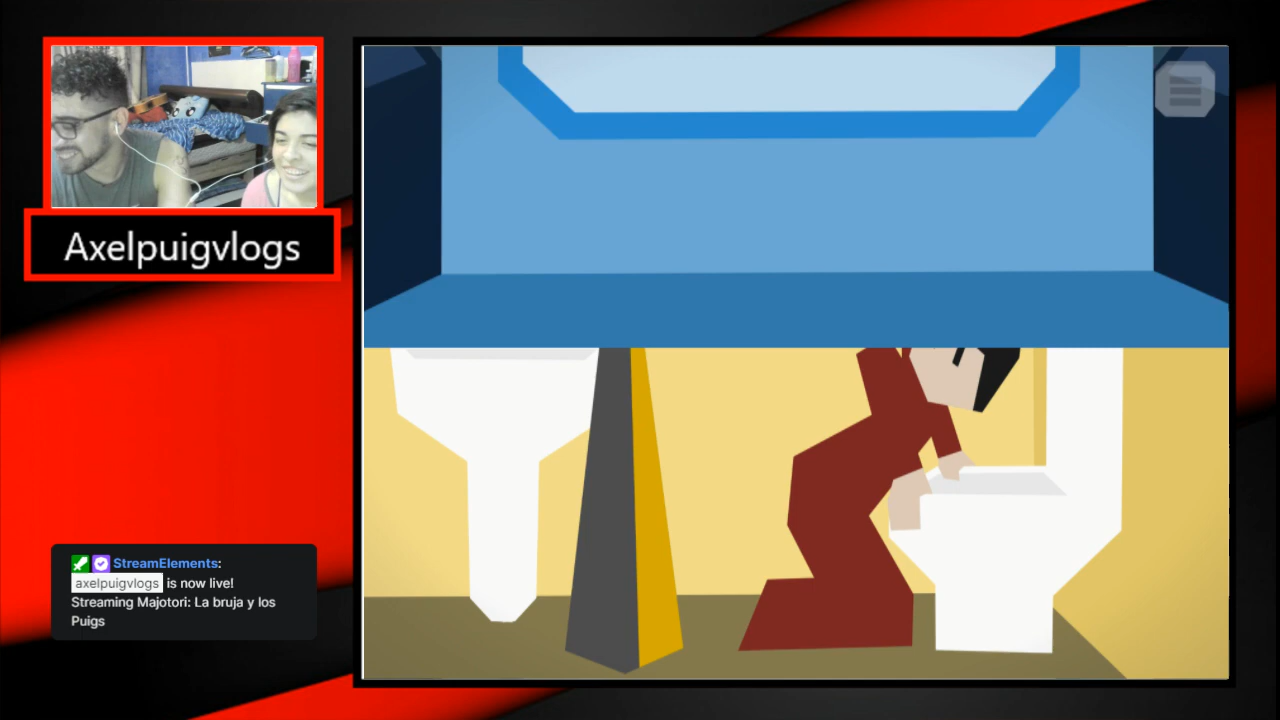 Axelpuigvlogs
StreamElements:
axelpuigvlogs is now live!
Streaming Majotori: La bruja y los
Puigs